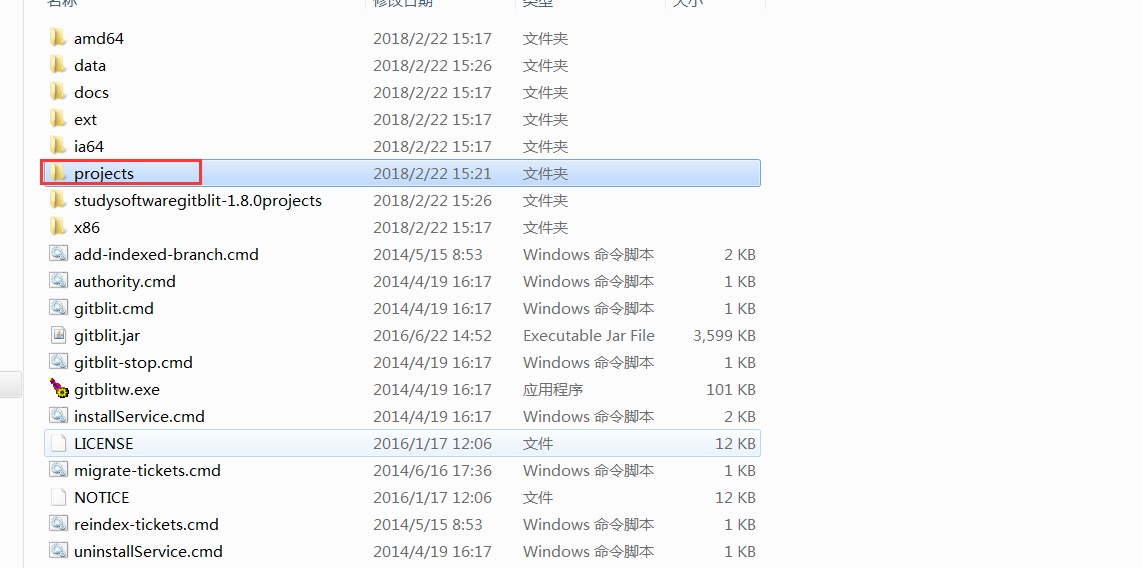 名称 修改日期 类型 大小
amd64 2018/2/22 15:17 文件夹
data 2018/2/22 15:26 文件夹
docs 2018/2/22 15:17 文件夹
ext 2018/2/22 15:17 文件夹
ia64 2018/2/22 15:17 文件夹
projects 2018/2/22 15:21 文件夹
studysoftwaregitblit-1.8.0projects 2018/2/22 15:26 文件夹
x86 2018/2/22 15:17 文件夹
add-indexed-branch.cmd 2014/5/15 8:53 Windows 命令脚本 2 KB
authority.cmd 2014/4/19 16:17 Windows 命令脚本 1 KB
gitblit.cmd 2014/4/19 16:17 Windows 命令脚本 1 KB
gitblit.jar 2016/6/22 14:52 Executable Jar File 3,599 KB
gitblit-stop.cmd 2014/4/19 16:17 Windows 命令脚本 1 KB
gitblitw.exe 2014/4/19 16:17 应用程序 101 KB
installService.cmd 2014/4/19 16:17 Windows 命令脚本 2 KB
LICENSE 2016/1/17 12:06 文件 12 KB
migrate-tickets.cmd 2014/6/16 17:36 Windows 命令脚本 1 KB
NOTICE 2016/1/17 12:06 文件 12 KB
reindex-tickets.cmd 2014/5/15 8:53 Windows 命令脚本 1 KB
uninstallService.cmd 2014/4/19 16:17 Windows 命令脚本 1 KB